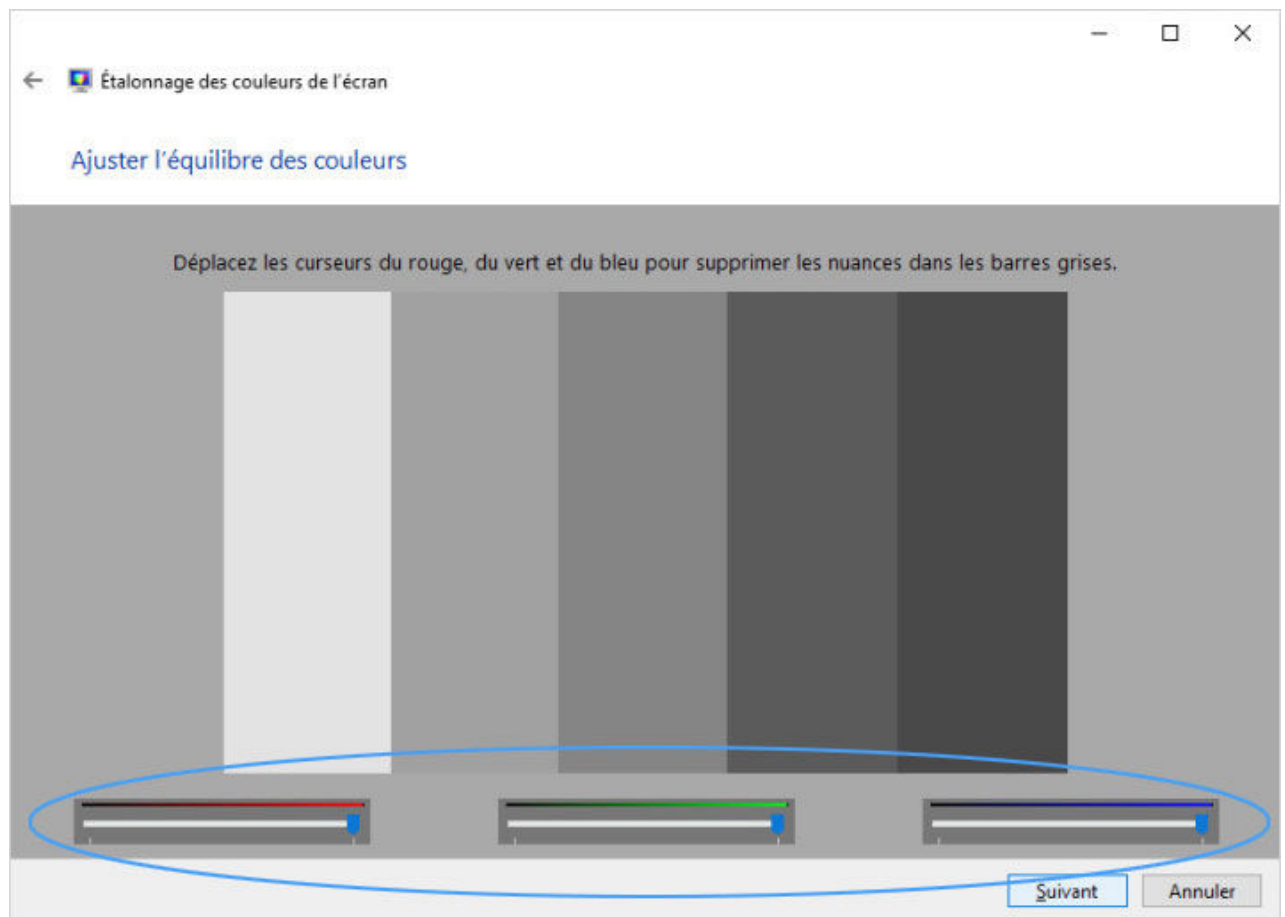 Étalonnage des couleurs de l'écran
Ajuster l'équilibre des couleurs
Déplacez les curseurs du rouge, du vert et du bleu pour supprimer les nuances dans les barres grises.
Suivant Annuler